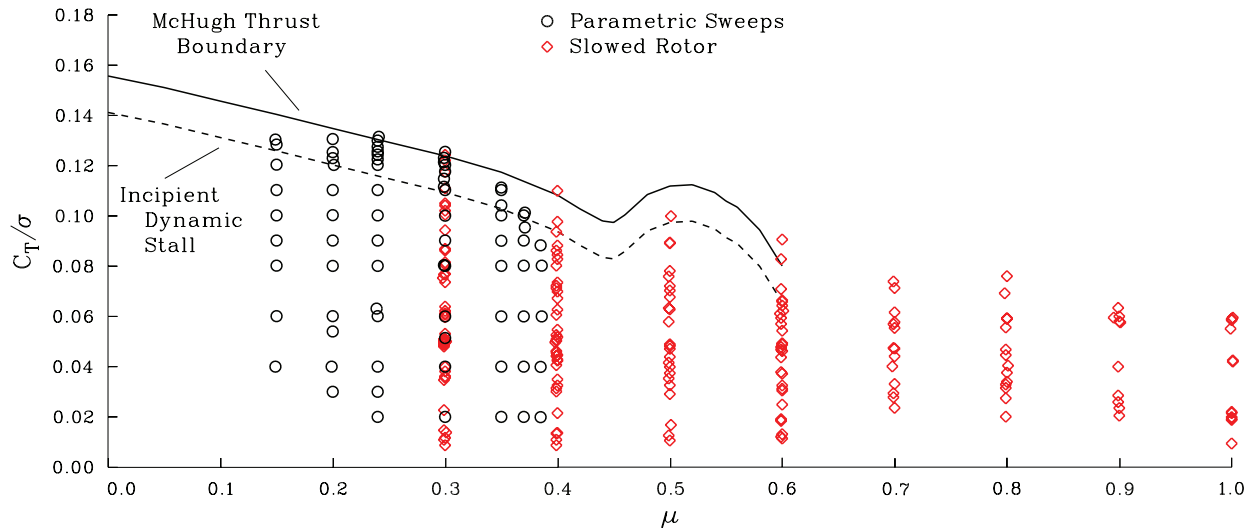 McHugh Thrust
Boundary
Parametric Sweeps
Slowed Rotor
Incipient
Dynamic
Stall
C_T/σ
0.18
0.16
0.14
0.12
0.10
0.08
0.06
0.04
0.02
0.00
0.0 0.1 0.2 0.3 0.4 0.5 0.6 0.7 0.8 0.9 1.0
μ